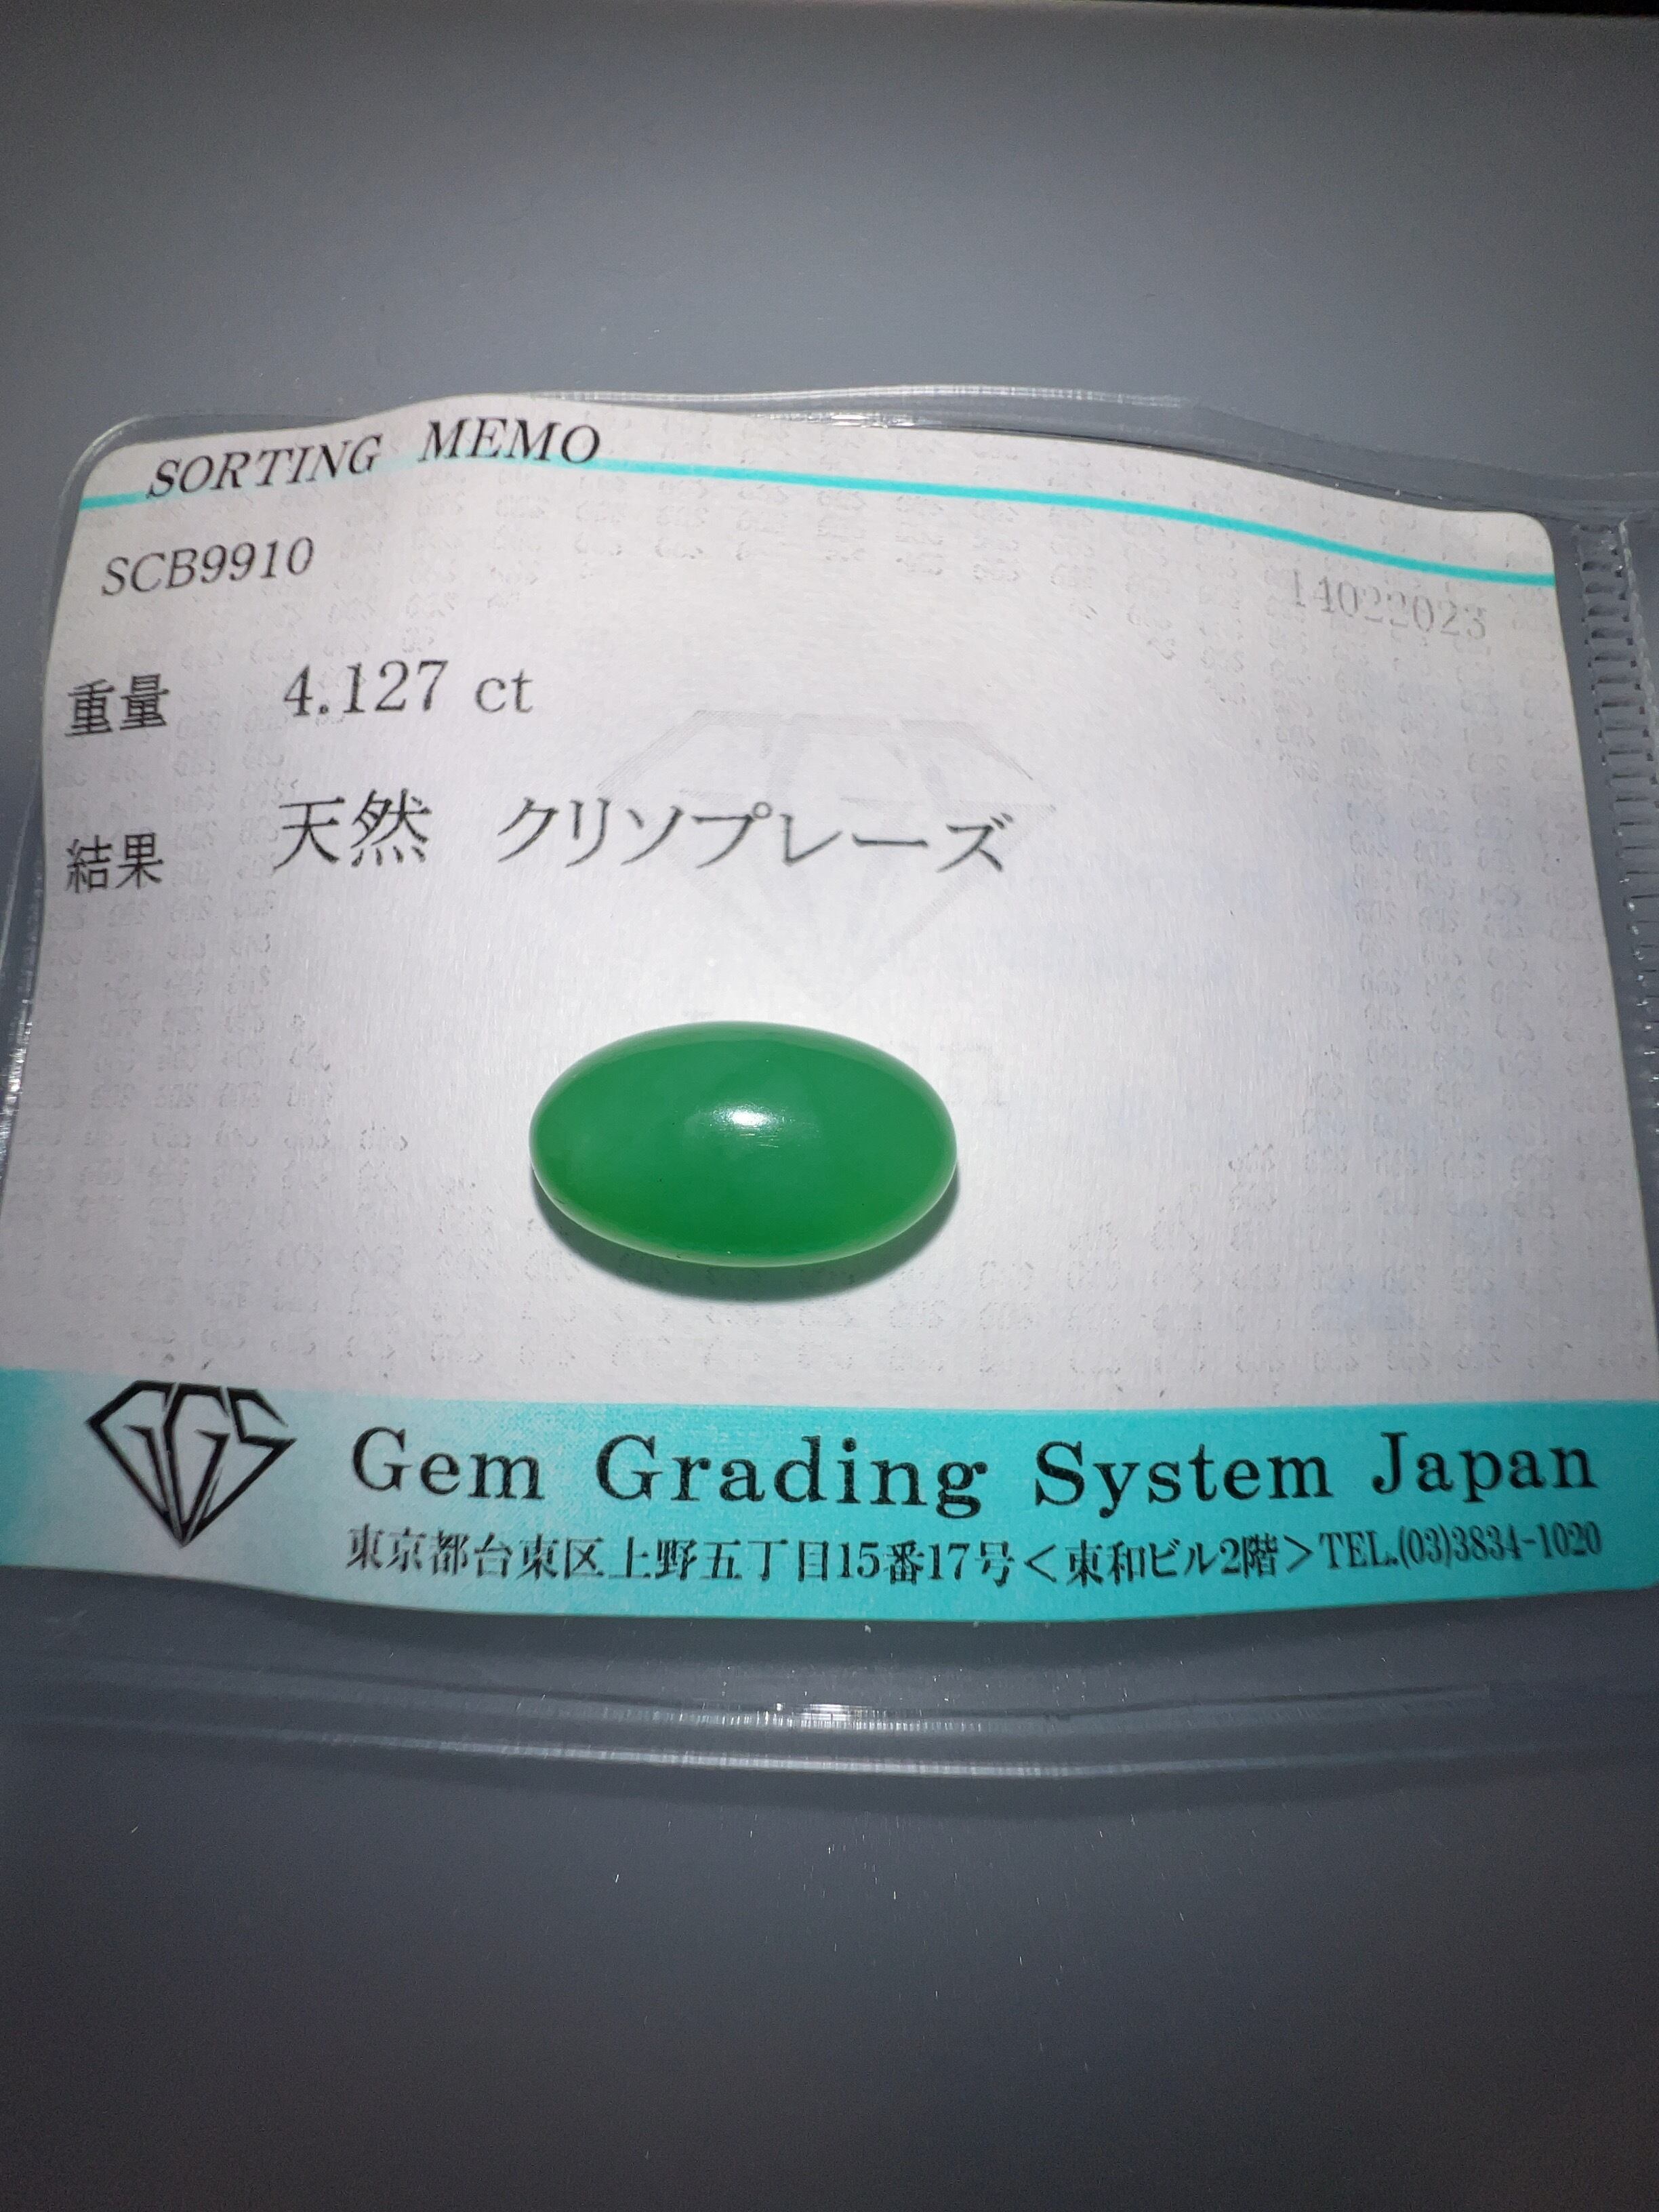 SORTING MEMO
SCB9910
14022023
重量 4.127 ct
結果 天然 クリソプレーズ
GGS
Gem Grading System Japan
東京都台東区上野五丁目15番17号＜東和ビル2階＞TEL.(03)3834-1020